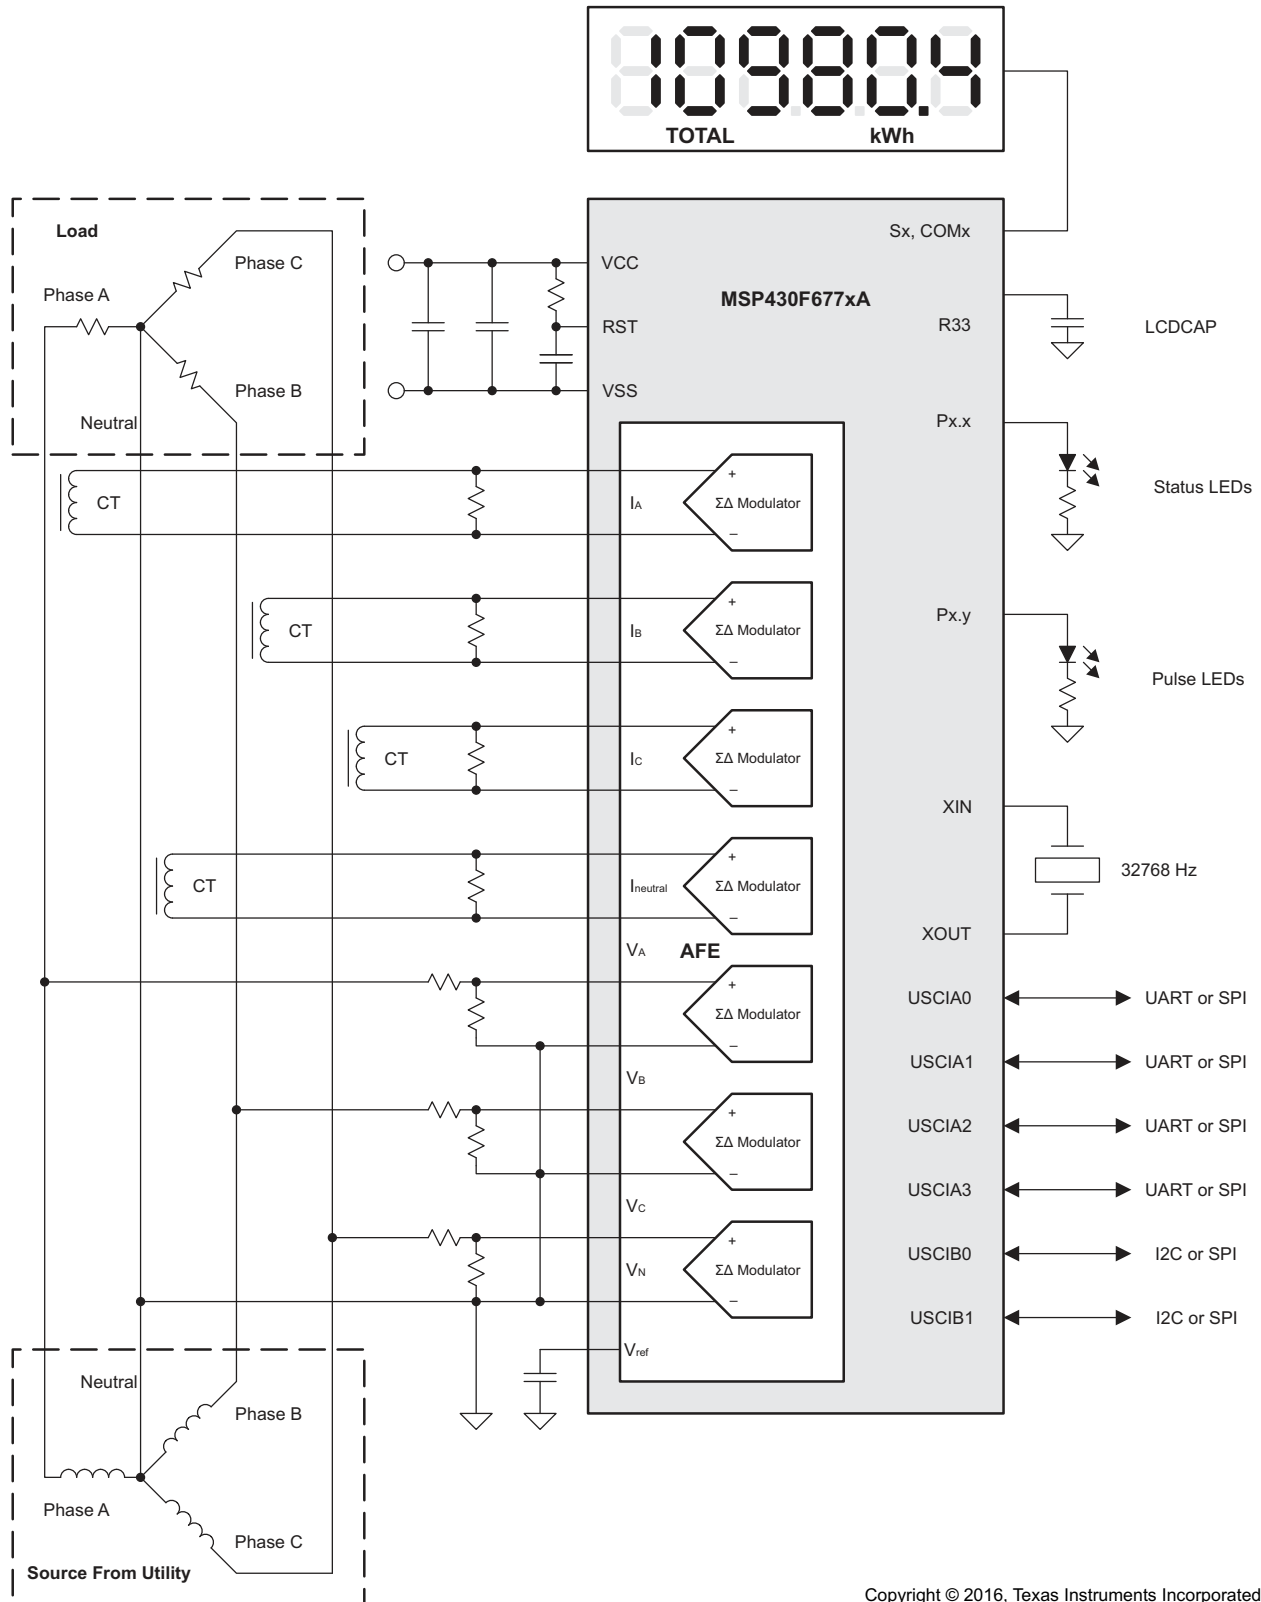 109804
TOTAL kWh
Load
Phase C
Phase A
Phase B
Neutral
VCC
RST
VSS
MSP430F677xA
Sx, COMx
R33
LCDCAP
Px.x
Status LEDs
Px.y
Pulse LEDs
XIN
32768 Hz
XOUT
USCIA0 UART or SPI
USCIA1 UART or SPI
USCIA2 UART or SPI
USCIA3 UART or SPI
USCIB0 I2C or SPI
USCIB1 I2C or SPI
CT
IA
+
ΣΔ Modulator
–
CT
IB
+
ΣΔ Modulator
–
CT
IC
+
ΣΔ Modulator
–
CT
Ineutral
+
ΣΔ Modulator
–
VA
AFE
+
ΣΔ Modulator
–
VB
+
ΣΔ Modulator
–
VC
+
VN
ΣΔ Modulator
–
Vref
Neutral
Phase B
Phase A
Phase C
Source From Utility
Copyright © 2016, Texas Instruments Incorporated